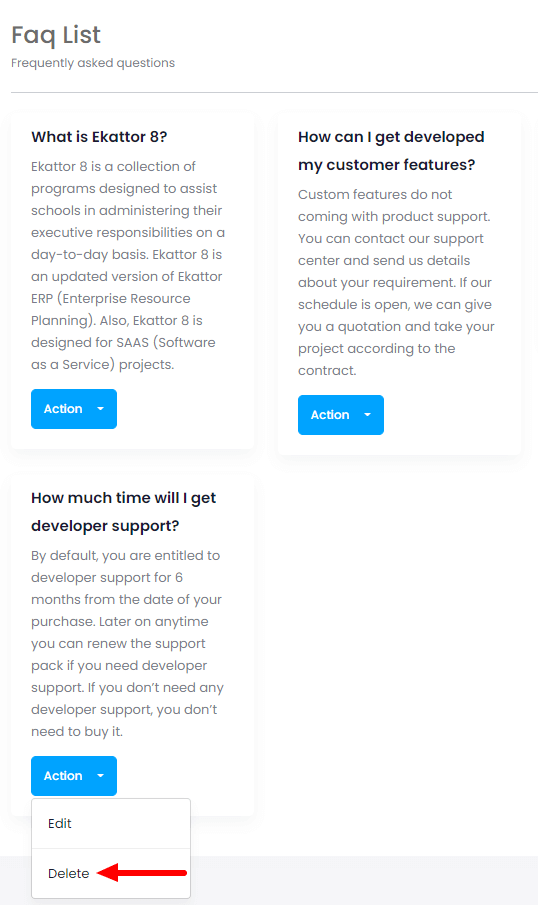 Faq List
Frequently asked questions
What is Ekattor 8?
Ekattor 8 is a collection of
programs designed to assist
schools in administering their
executive responsibilities on a
day-to-day basis. Ekattor 8 is
an updated version of Ekattor
ERP (Enterprise Resource
Planning). Also, Ekattor 8 is
designed for SAAS (Software
as a Service) projects.
Action
How can I get developed
my customer features?
Custom features do not
coming with product support.
You can contact our support
center and send us details
about your requirement. If our
schedule is open, we can give
you a quotation and take your
project according to the
contract.
Action
How much time will I get
developer support?
By default, you are entitled to
developer support for 6
months from the date of your
purchase. Later on anytime
you can renew the support
pack if you need developer
support. If you don’t need any
developer support, you don’t
need to buy it.
Action
Edit
Delete